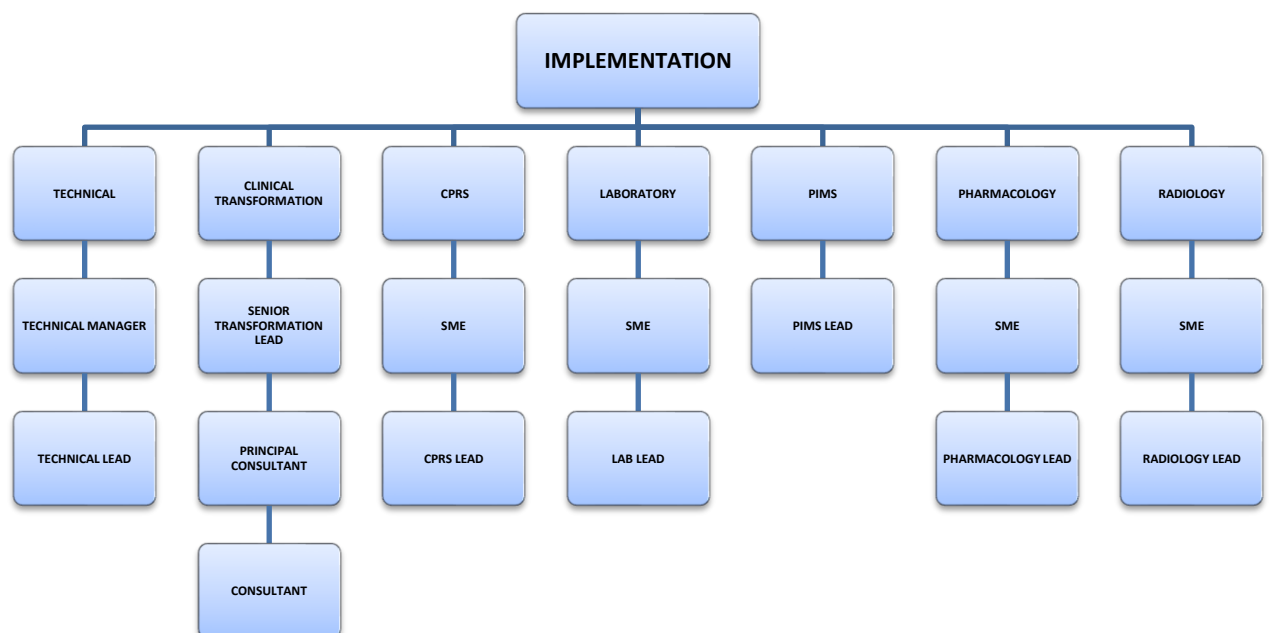 IMPLEMENTATION
TECHNICAL
CLINICAL
TRANSFORMATION
CPRS
LABORATORY
PIMS
PHARMACOLOGY
RADIOLOGY
TECHNICAL MANAGER
SENIOR
TRANSFORMATION
LEAD
SME
SME
PIMS LEAD
SME
SME
TECHNICAL LEAD
PRINCIPAL
CONSULTANT
CPRS LEAD
LAB LEAD
PHARMACOLOGY LEAD
RADIOLOGY LEAD
CONSULTANT